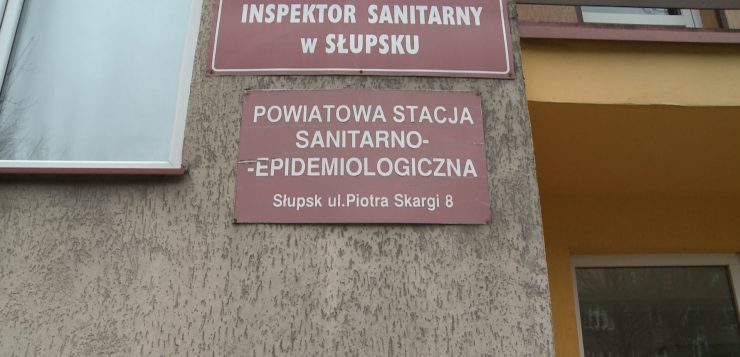 INSPEKTOR SANITARNY
w SŁUPSKU
POWIATOWA STACJA
SANITARNO-
-EPIDEMIOLOGICZNA
Słupsk ul.Piotra Skargi 8